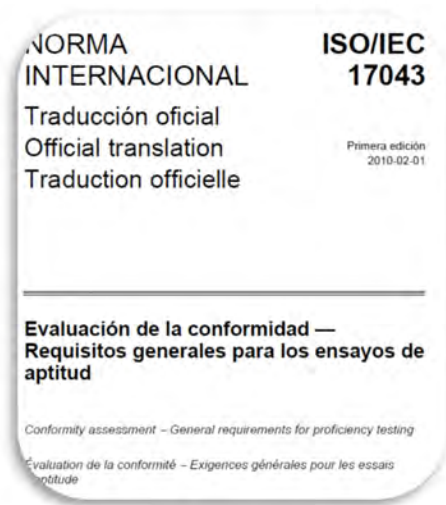 NORMA
INTERNACIONAL
ISO/IEC
17043
Traducción oficial
Official translation
Traduction officielle
Primera edición
2010-02-01
Evaluación de la conformidad —
Requisitos generales para los ensayos de
aptitud
Conformity assessment – General requirements for proficiency testing
Évaluation de la conformité – Exigences générales pour les essais